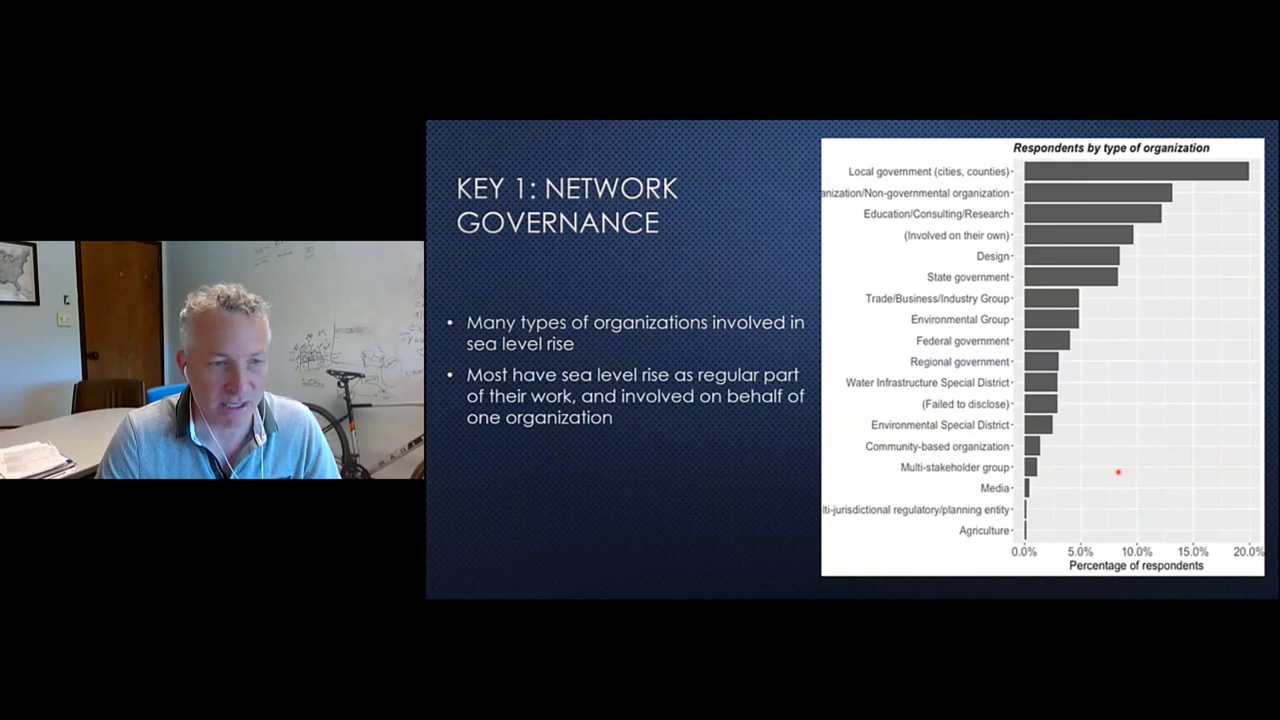 KEY 1: NETWORK
GOVERNANCE
• Many types of organizations involved in
sea level rise
• Most have sea level rise as regular part
of their work, and involved on behalf of
one organization
Respondents by type of organization
Local government (cities, counties)
anization/Non-governmental organization
Education/Consulting/Research
(Involved on their own)
Design
State government
Trade/Business/Industry Group
Environmental Group
Federal government
Regional government
Water Infrastructure Special District
(Failed to disclose)
Environmental Special District
Community-based organization
Multi-stakeholder group
Media
lti-jurisdictional regulatory/planning entity
Agriculture
0.0% 5.0% 10.0% 15.0% 20.0%
Percentage of respondents